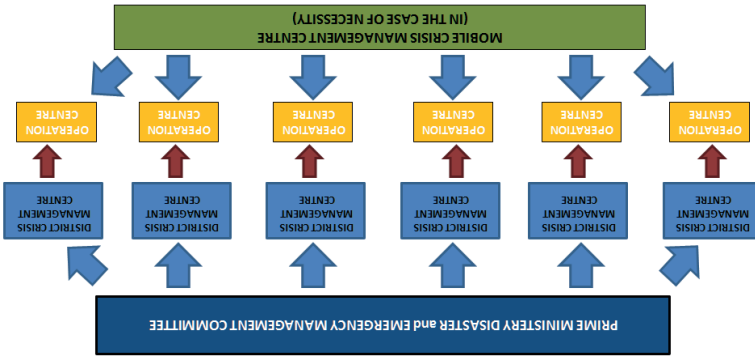 PRIME MINISTERY DISASTER and EMERGENCY MANAGEMENT COMMITTEE
DISTRICT CRISIS
MANAGEMENT
CENTRE
DISTRICT CRISIS
MANAGEMENT
CENTRE
DISTRICT CRISIS
MANAGEMENT
CENTRE
DISTRICT CRISIS
MANAGEMENT
CENTRE
DISTRICT CRISIS
MANAGEMENT
CENTRE
DISTRICT CRISIS
MANAGEMENT
CENTRE
OPERATION
CENTRE
OPERATION
CENTRE
OPERATION
CENTRE
OPERATION
CENTRE
OPERATION
CENTRE
OPERATION
CENTRE
MOBILE CRISIS MANAGEMENT CENTRE
(IN THE CASE OF NECESSITY)